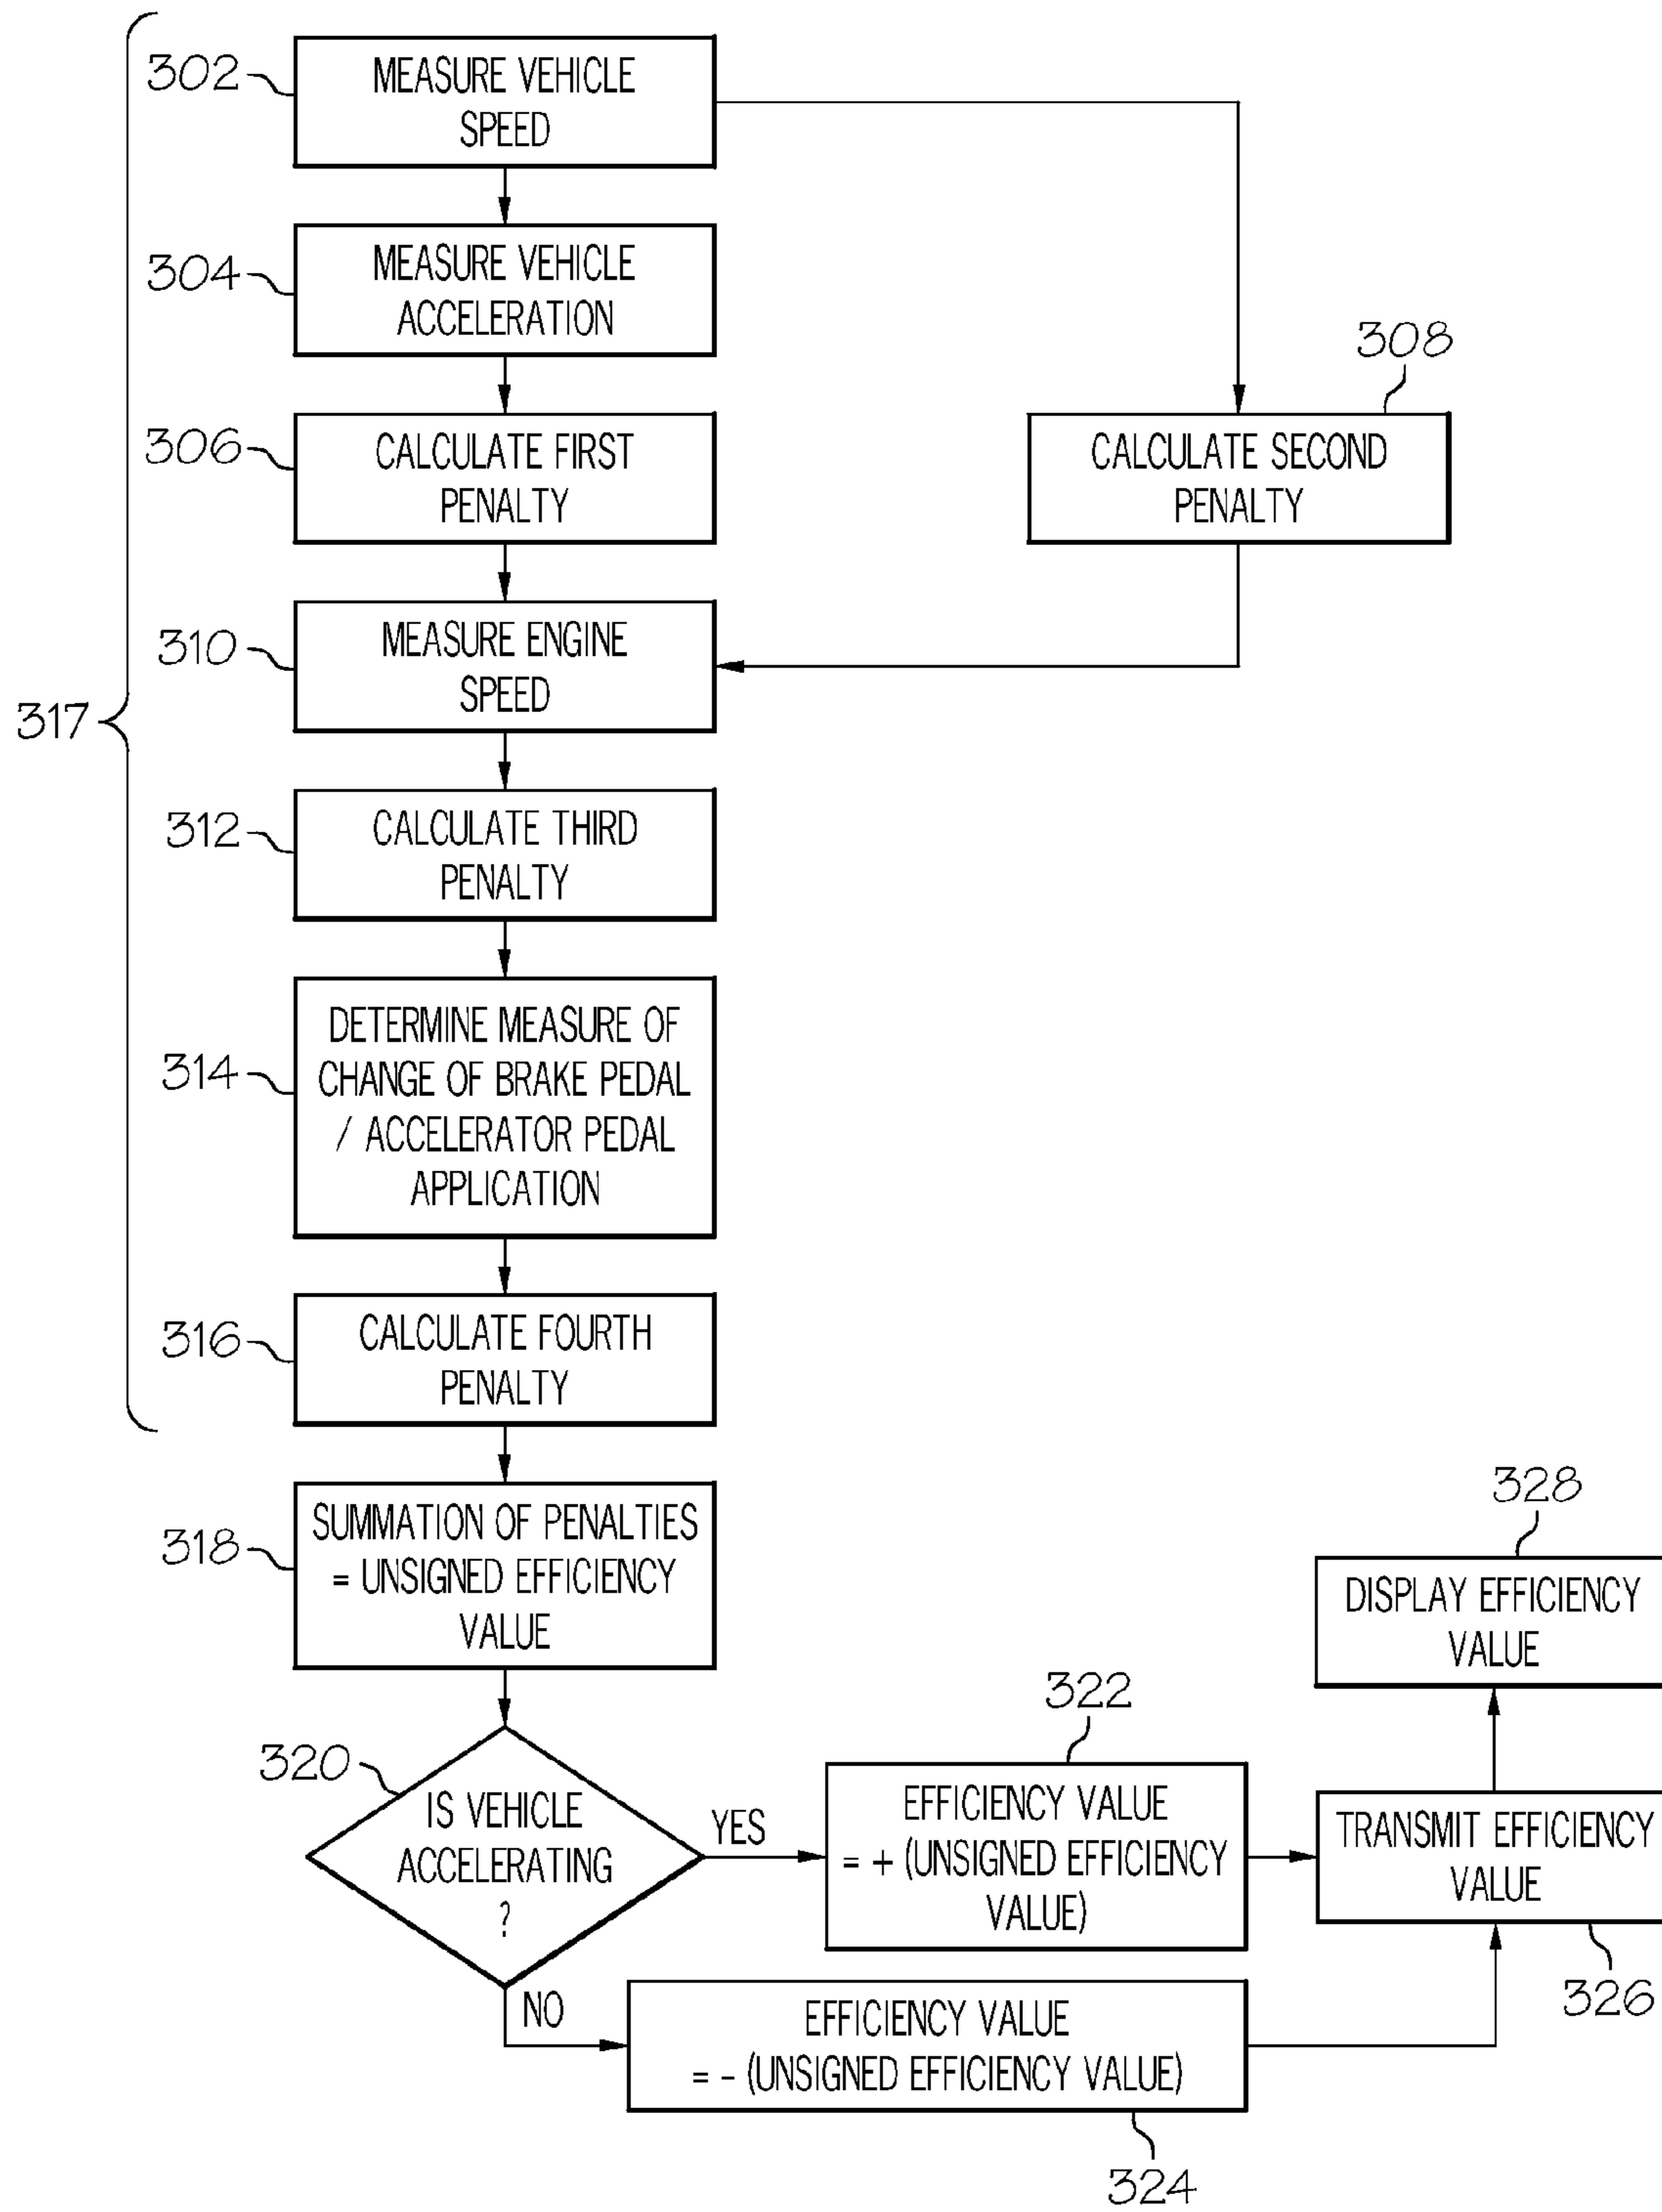 302
MEASURE VEHICLE
SPEED
304
MEASURE VEHICLE
ACCELERATION
308
306
CALCULATE FIRST
PENALTY
CALCULATE SECOND
PENALTY
310
MEASURE ENGINE
SPEED
317
312
CALCULATE THIRD
PENALTY
314
DETERMINE MEASURE OF
CHANGE OF BRAKE PEDAL
/ ACCELERATOR PEDAL
APPLICATION
316
CALCULATE FOURTH
PENALTY
318
SUMMATION OF PENALTIES
= UNSIGNED EFFICIENCY
VALUE
320
IS VEHICLE
ACCELERATING
?
YES
322
EFFICIENCY VALUE
= + (UNSIGNED EFFICIENCY
VALUE)
NO
EFFICIENCY VALUE
= - (UNSIGNED EFFICIENCY VALUE)
324
328
DISPLAY EFFICIENCY
VALUE
TRANSMIT EFFICIENCY
VALUE
326